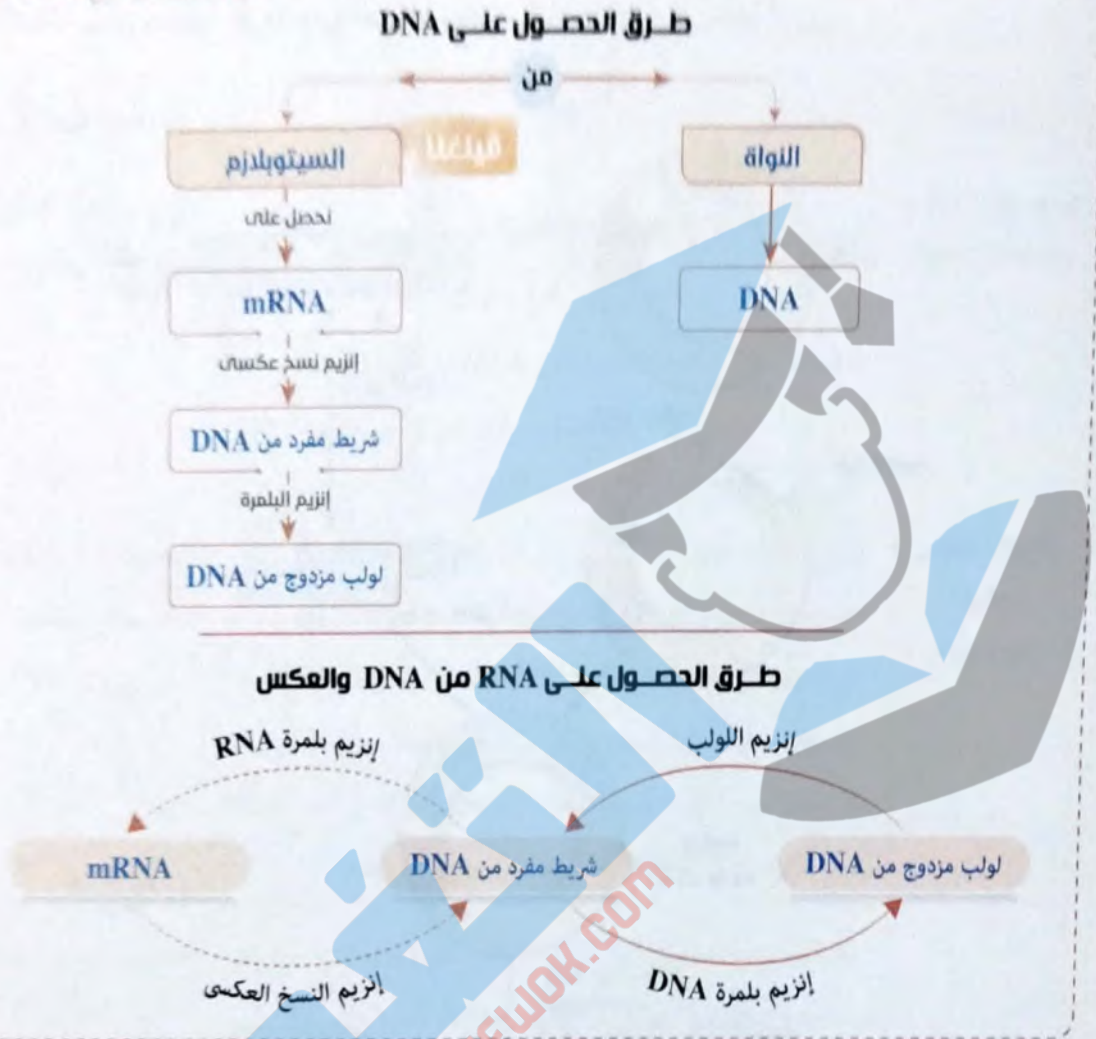 طرق الحصول على DNA
من
النواة
السيتوبلازم
نحصل على
DNA
mRNA
إنزيم نسخ عكسى
شريط مفرد من DNA
إنزيم البلمرة
لولب مزدوج من DNA
طرق الحصول على RNA من DNA والعكس
إنزيم اللولب
إنزيم بلمرة RNA
لولب مزدوج من DNA
شريط مفرد من DNA
mRNA
إنزيم بلمرة DNA
إنزيم النسخ العكسى